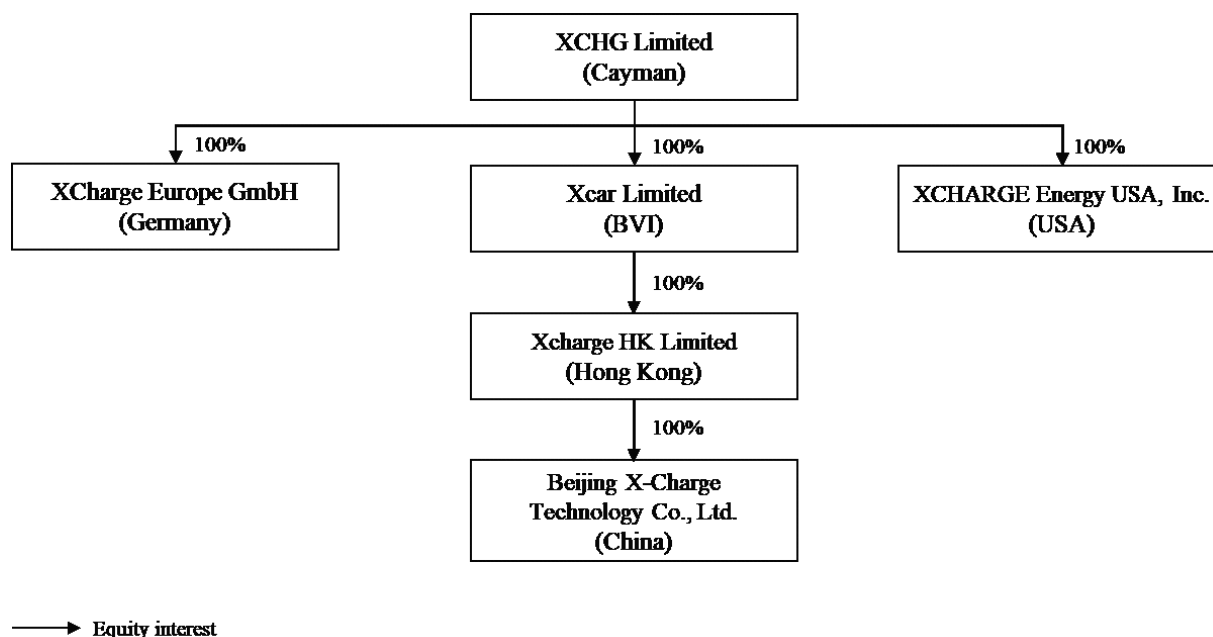 XCHG Limited
(Cayman)
100%
100%
100%
XCharge Europe GmbH
(Germany)
Xcar Limited
(BVI)
XCHARGE Energy USA, Inc.
(USA)
100%
Xcharge HK Limited
(Hong Kong)
100%
Beijing X-Charge
Technology Co., Ltd.
(China)
Equity interest